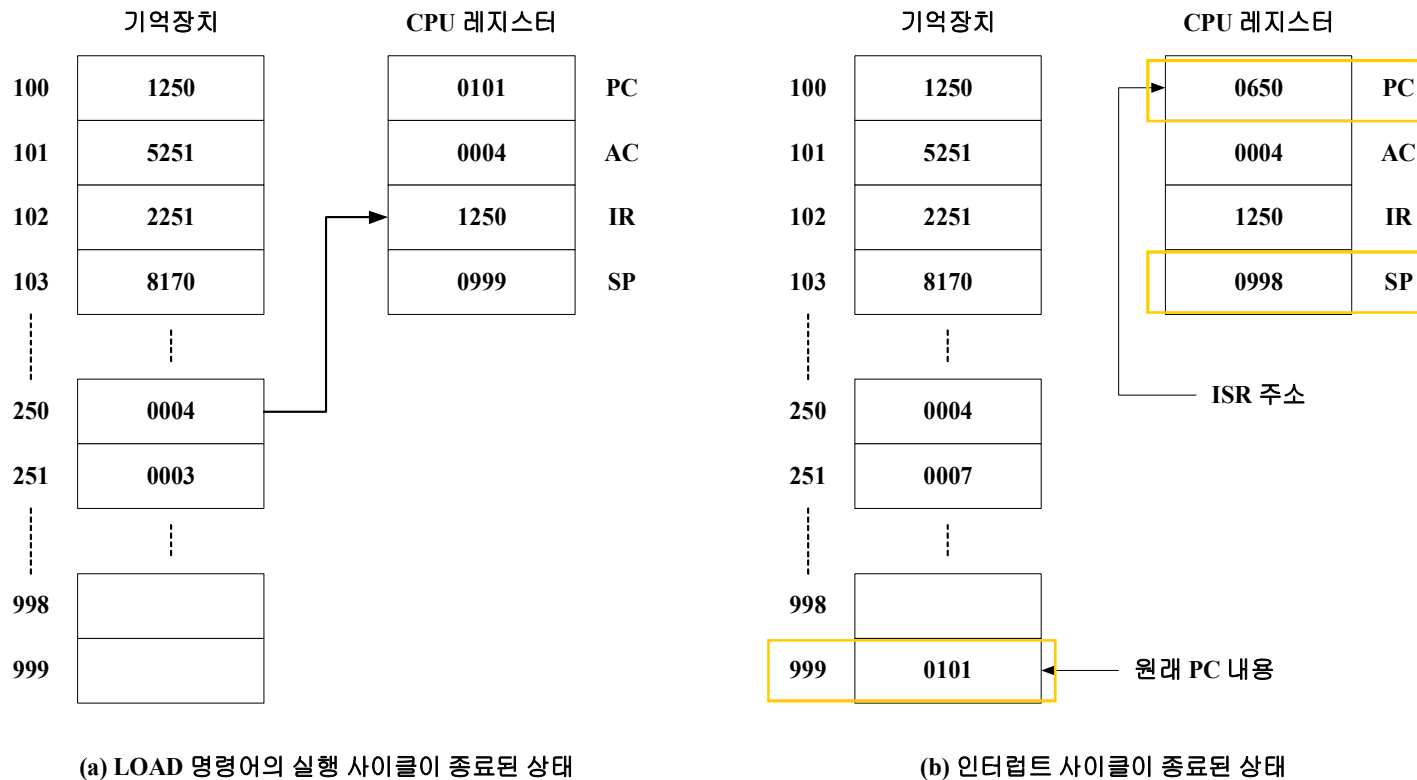 기억장치 CPU 레지스터
100 1250 0101 PC
101 5251 0004 AC
102 2251 1250 IR
103 8170 0999 SP
250 0004
251 0003
998
999
(a) LOAD 명령어의 실행 사이클이 종료된 상태
기억장치 CPU 레지스터
100 1250 0650 PC
101 5251 0004 AC
102 2251 1250 IR
103 8170 0998 SP
250 0004 ISR 주소
251 0007
998
999 0101 원래 PC 내용
(b) 인터럽트 사이클이 종료된 상태